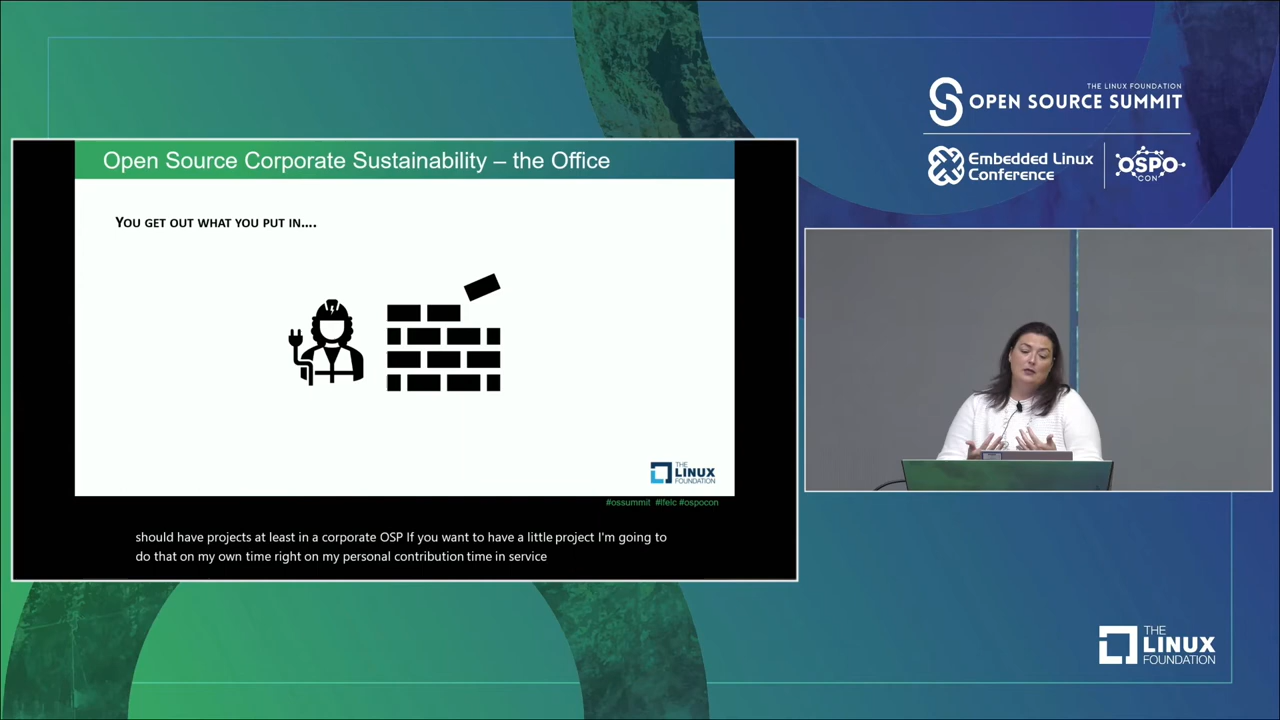 THE LINUX FOUNDATION
OPEN SOURCE SUMMIT
Embedded Linux
Conference
OSPO
CON
Open Source Corporate Sustainability – the Office
YOU GET OUT WHAT YOU PUT IN....
THE
LINUX
FOUNDATION
#ossummit #lfelc #ospocon
should have projects at least in a corporate OSP If you want to have a little project I'm going to
do that on my own time right on my personal contribution time in service
THE
LINUX
FOUNDATION